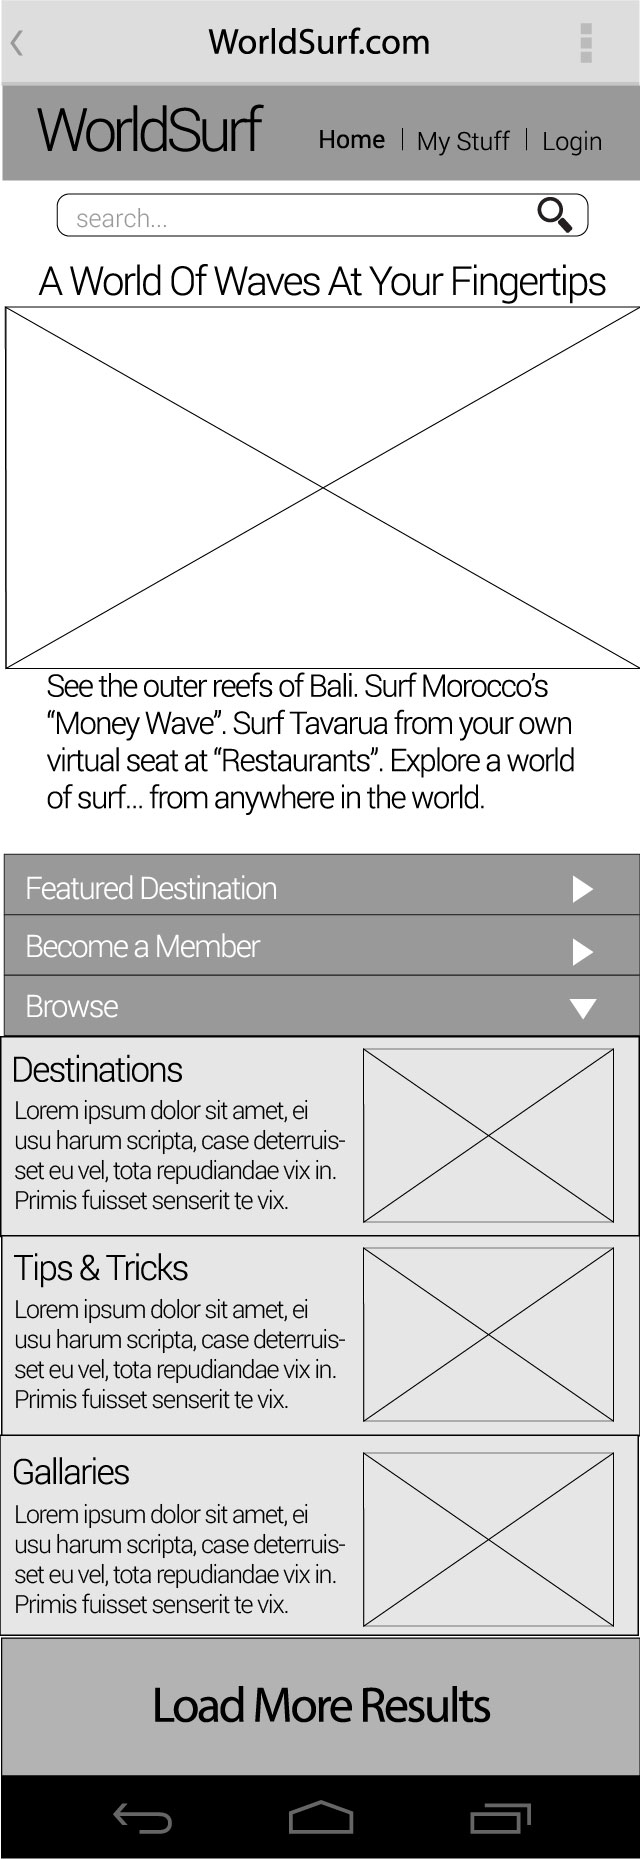 WorldSurf.com
WorldSurf
Home | My Stuff | Login
search...
A World Of Waves At Your Fingertips
See the outer reefs of Bali. Surf Morocco's
“Money Wave”. Surf Tavarua from your own
virtual seat at “Restaurants”. Explore a world
of surf... from anywhere in the world.
Featured Destination
Become a Member
Browse
Destinations
Lorem ipsum dolor sit amet, ei
usu harum scripta, case deterruis-
set eu vel, tota repudiandae vix in.
Primis fuisset senserit te vix.
Tips & Tricks
Lorem ipsum dolor sit amet, ei
usu harum scripta, case deterruis-
set eu vel, tota repudiandae vix in.
Primis fuisset senserit te vix.
Gallaries
Lorem ipsum dolor sit amet, ei
usu harum scripta, case deterruis-
set eu vel, tota repudiandae vix in.
Primis fuisset senserit te vix.
Load More Results